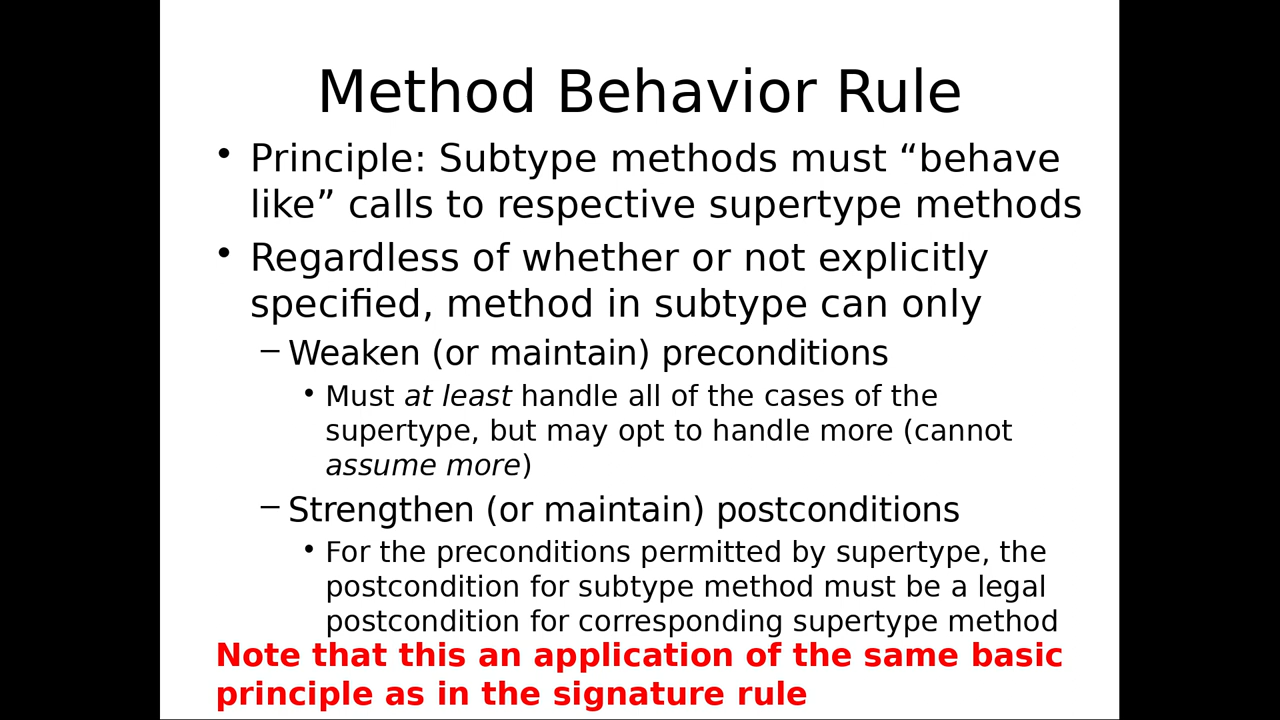 Method Behavior Rule
• Principle: Subtype methods must “behave
like” calls to respective supertype methods
• Regardless of whether or not explicitly
specified, method in subtype can only
– Weaken (or maintain) preconditions
• Must at least handle all of the cases of the
supertype, but may opt to handle more (cannot
assume more)
– Strengthen (or maintain) postconditions
• For the preconditions permitted by supertype, the
postcondition for subtype method must be a legal
postcondition for corresponding supertype method
Note that this an application of the same basic
principle as in the signature rule